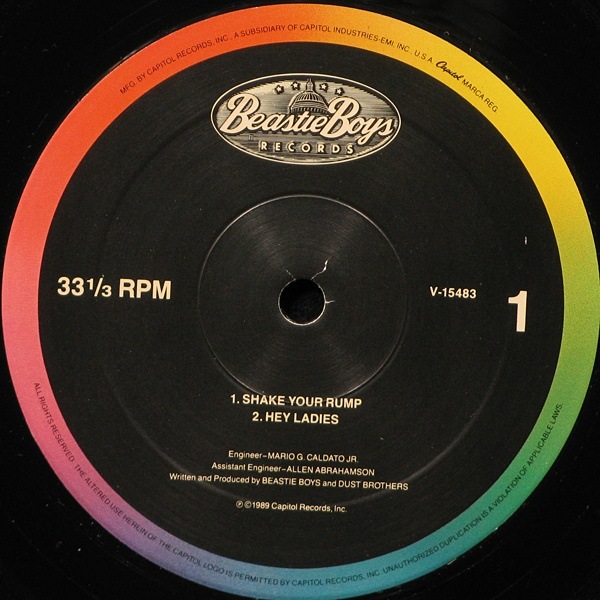 MFG. BY CAPITOL RECORDS, INC., A SUBSIDIARY OF CAPITOL INDUSTRIES-EMI, INC., U.S.A. Capitol MARCA REG.
Beastie Boys
RECORDS
33 1/3 RPM
V-15483
1
1. SHAKE YOUR RUMP
2. HEY LADIES
Engineer–MARIO G. CALDATO JR.
Assistant Engineer–ALLEN ABRAHAMSON
Written and Produced by BEASTIE BOYS and DUST BROTHERS
℗©1989 Capitol Records, Inc.
ALL RIGHTS RESERVED. THE ALTERED USE HEREIN OF THE CAPITOL LOGO IS PERMITTED BY CAPITOL RECORDS, INC. UNAUTHORIZED DUPLICATION IS A VIOLATION OF APPLICABLE LAWS.